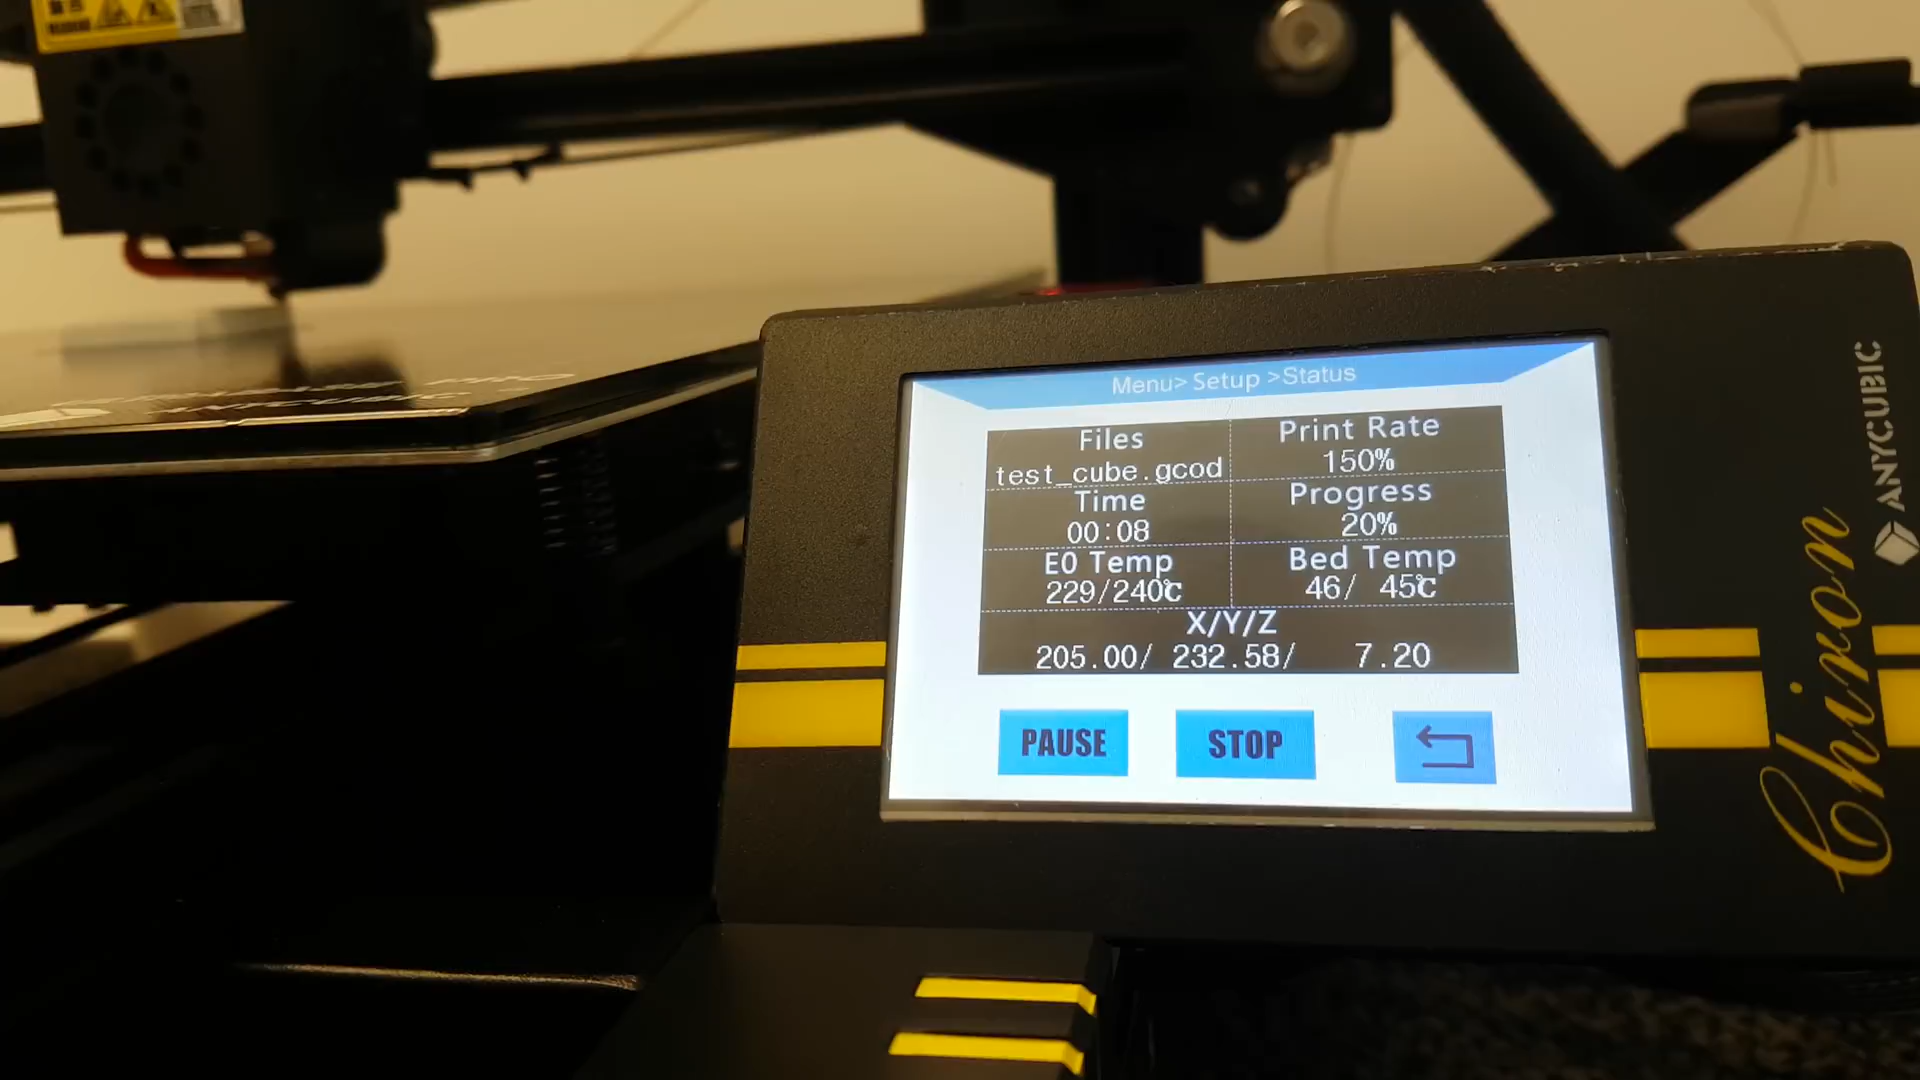 Menu> Setup >Status
Files
test_cube.gcod
Print Rate
150%
Time
00:08
Progress
20%
E0 Temp
229/240℃
Bed Temp
46/ 45℃
X/Y/Z
205.00/ 232.58/ 7.20
PAUSE
STOP
ANYCUBIC
Chiron